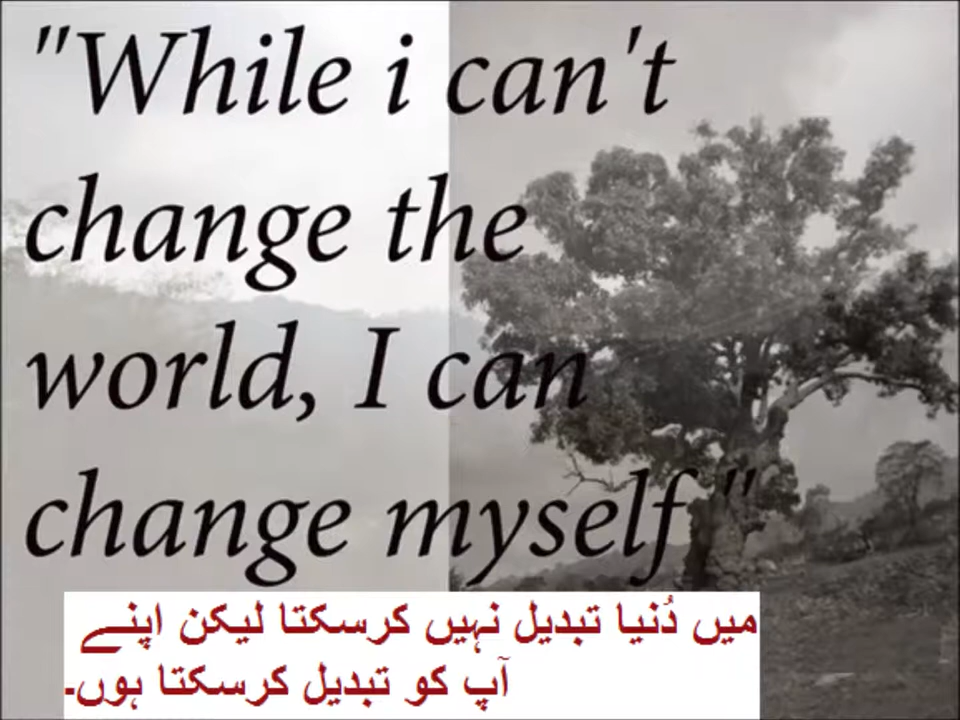 "While i can't
change the
world, I can
change myself "
میں دُنیا تبدیل نہیں کرسکتا لیکن اپنے
آپ کو تبدیل کرسکتا ہوں۔